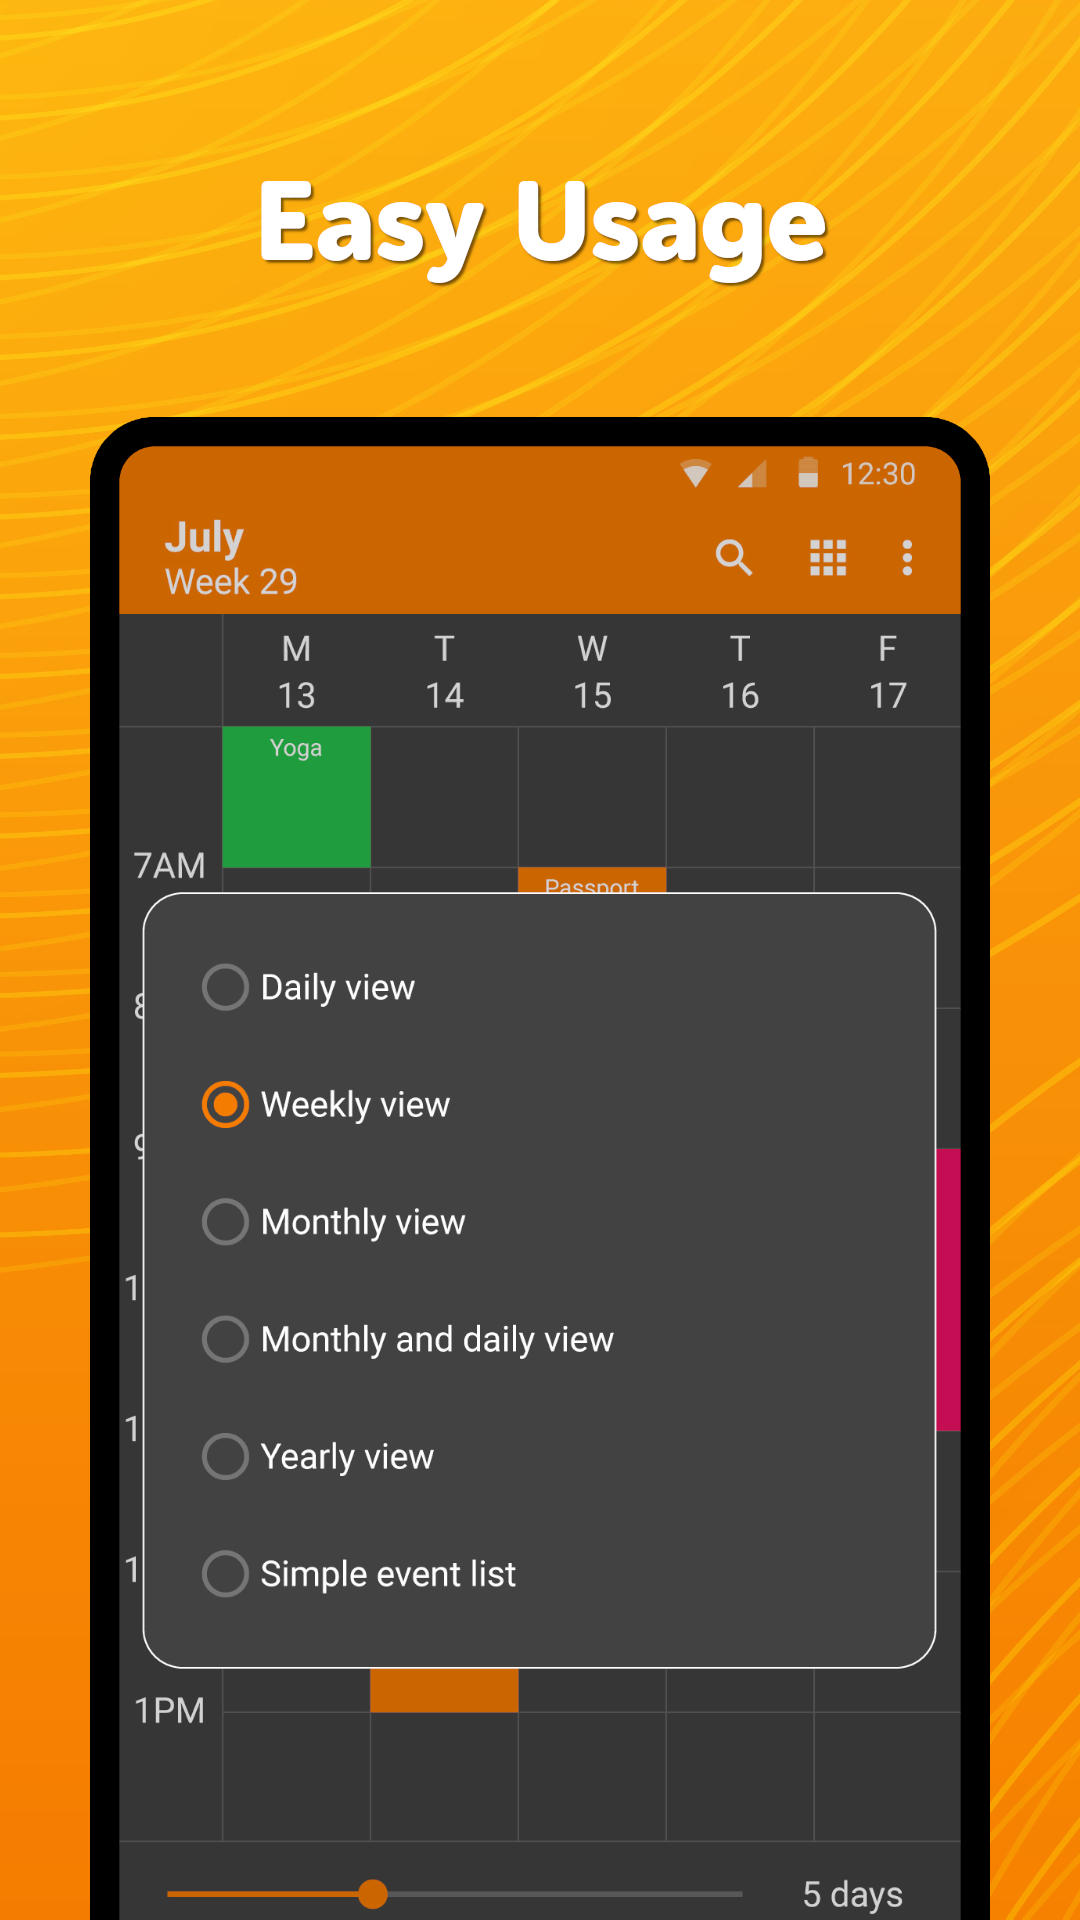 Easy Usage
12:30
July
Week 29
M T W T F
13 14 15 16 17
Yoga
7AM
Passport
Daily view
Weekly view
Monthly view
Monthly and daily view
Yearly view
Simple event list
1PM
5 days